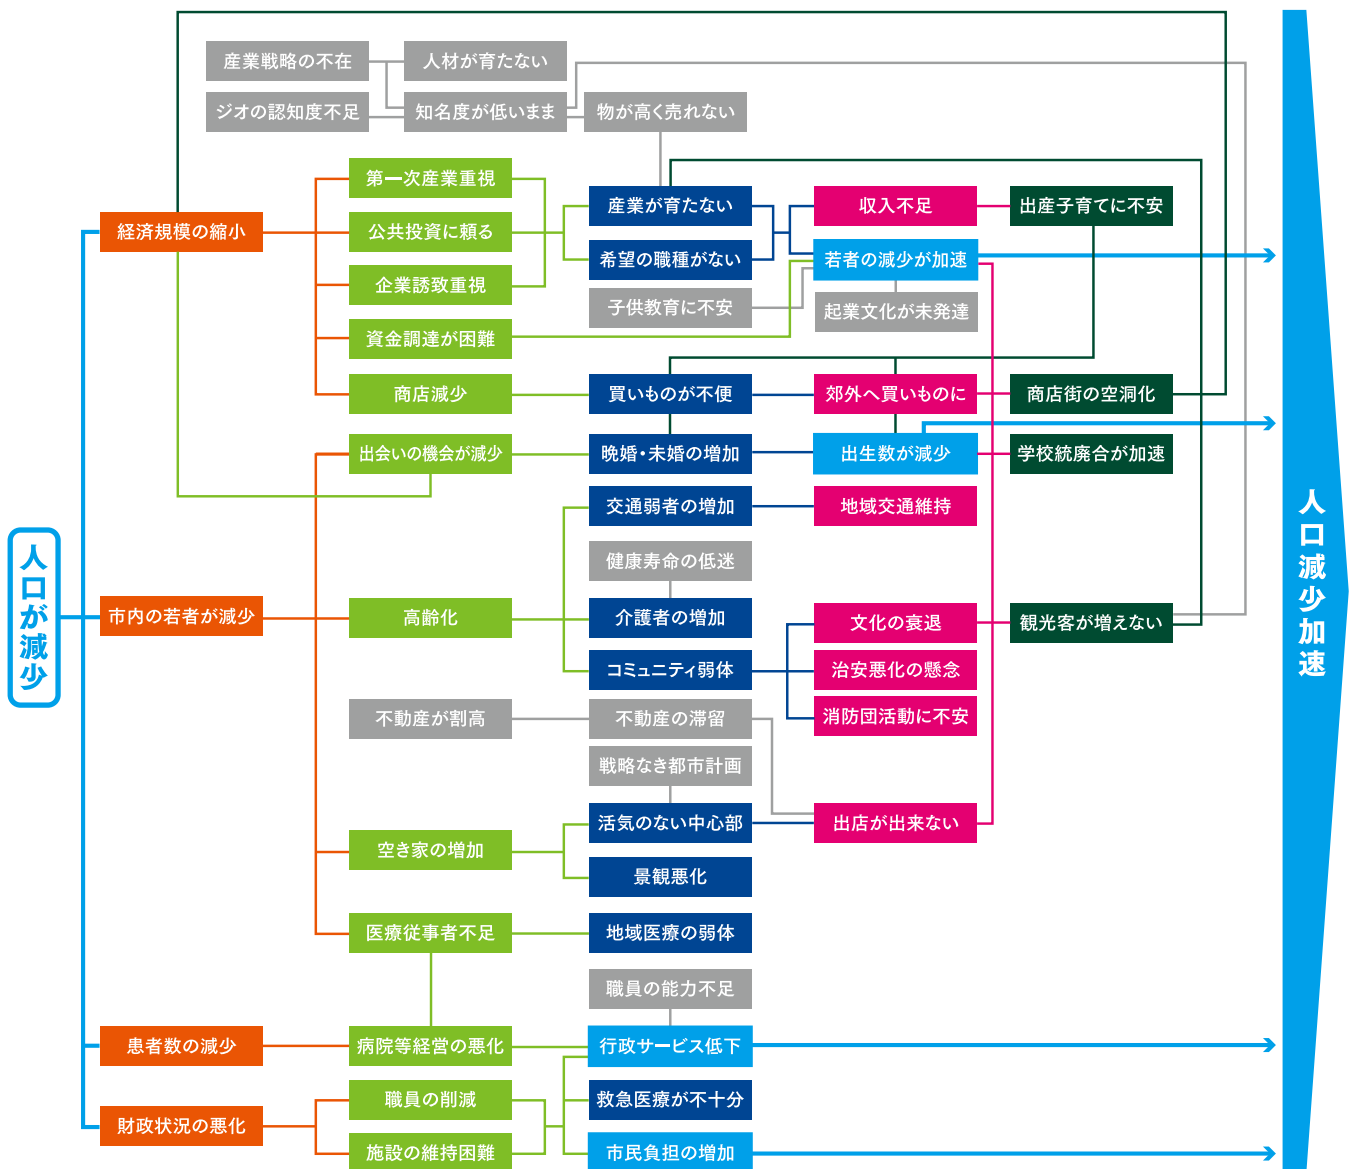 産業戦略の不在
人材が育たない
ジオの認知度不足
知名度が低いまま
物が高く売れない
第一次産業重視
産業が育たない
収入不足
出産子育てに不安
経済規模の縮小
公共投資に頼る
希望の職種がない
若者の減少が加速
企業誘致重視
子供教育に不安
起業文化が未発達
資金調達が困難
商店減少
買いものが不便
郊外へ買いものに
商店街の空洞化
出会いの機会が減少
晩婚・未婚の増加
出生数が減少
学校統廃合が加速
交通弱者の増加
地域交通維持
健康寿命の低迷
人口が減少
市内の若者が減少
高齢化
介護者の増加
文化の衰退
観光客が増えない
人口減少加速
コミュニティ弱体
治安悪化の懸念
消防団活動に不安
不動産が割高
不動産の滞留
戦略なき都市計画
活気のない中心部
出店が出来ない
空き家の増加
景観悪化
医療従事者不足
地域医療の弱体
職員の能力不足
患者数の減少
病院等経営の悪化
行政サービス低下
職員の削減
救急医療が不十分
財政状況の悪化
施設の維持困難
市民負担の増加